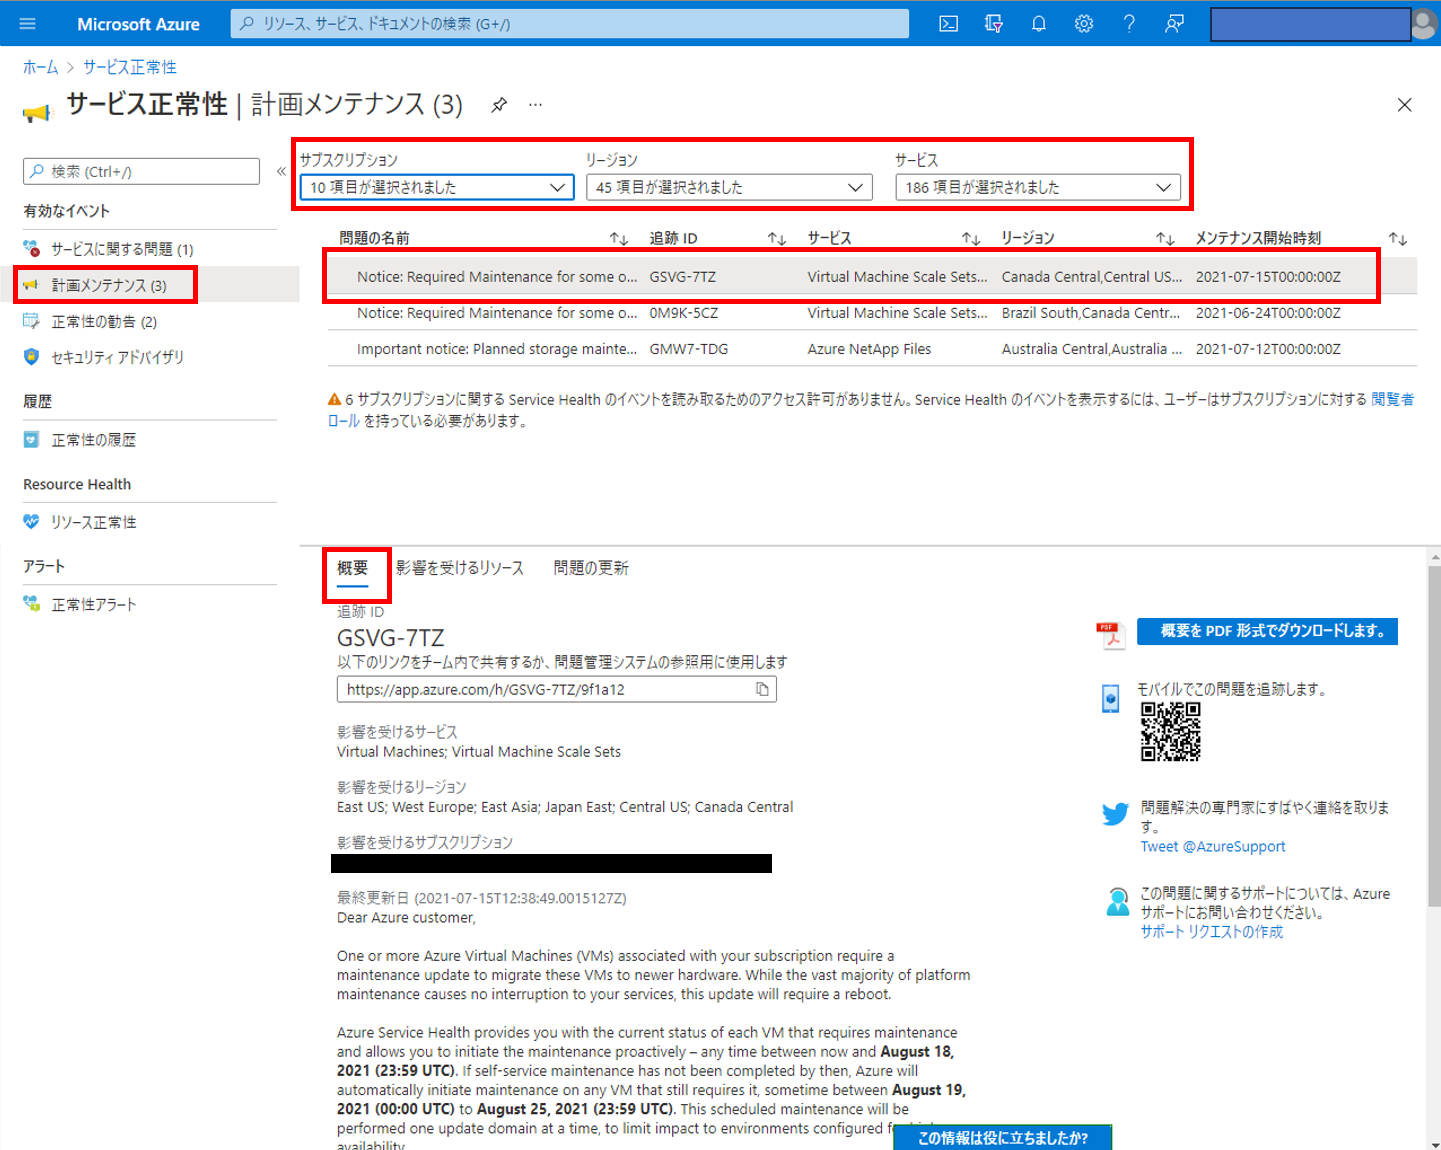 Microsoft Azure
リソース、サービス、ドキュメントの検索 (G+/)
ホーム > サービス正常性
サービス正常性 | 計画メンテナンス (3)
検索 (Ctrl+/)
«
有効なイベント
サービスに関する問題 (1)
計画メンテナンス (3)
正常性の勧告 (2)
セキュリティ アドバイザリ
履歴
正常性の履歴
Resource Health
リソース正常性
アラート
正常性アラート
サブスクリプション リージョン サービス
10 項目が選択されました 45 項目が選択されました 186 項目が選択されました
問題の名前 追跡 ID サービス リージョン メンテナンス開始時刻
Notice: Required Maintenance for some o... GSVG-7TZ Virtual Machine Scale Sets... Canada Central,Central US... 2021-07-15T00:00:00Z
Notice: Required Maintenance for some o... 0M9K-5CZ Virtual Machine Scale Sets... Brazil South,Canada Centr... 2021-06-24T00:00:00Z
Important notice: Planned storage mainte... GMW7-TDG Azure NetApp Files Australia Central,Australia ... 2021-07-12T00:00:00Z
6 サブスクリプションに関する Service Health のイベントを読み取るためのアクセス許可がありません。Service Health のイベントを表示するには、ユーザーはサブスクリプションに対する 閲覧者
ロール を持っている必要があります。
概要 影響を受けるリソース 問題の更新
追跡 ID
GSVG-7TZ
以下のリンクをチーム内で共有するか、問題管理システムの参照用に使用します
https://app.azure.com/h/GSVG-7TZ/9f1a12
影響を受けるサービス
Virtual Machines; Virtual Machine Scale Sets
影響を受けるリージョン
East US; West Europe; East Asia; Japan East; Central US; Canada Central
影響を受けるサブスクリプション
最終更新日 (2021-07-15T12:38:49.0015127Z)
Dear Azure customer,
One or more Azure Virtual Machines (VMs) associated with your subscription require a
maintenance update to migrate these VMs to newer hardware. While the vast majority of platform
maintenance causes no interruption to your services, this update will require a reboot.
Azure Service Health provides you with the current status of each VM that requires maintenance
and allows you to initiate the maintenance proactively – any time between now and August 18,
2021 (23:59 UTC). If self-service maintenance has not been completed by then, Azure will
automatically initiate maintenance on any VM that still requires it, sometime between August 19,
2021 (00:00 UTC) to August 25, 2021 (23:59 UTC). This scheduled maintenance will be
performed one update domain at a time, to limit impact to environments configured
availability.
PDF
概要を PDF 形式でダウンロードします。
モバイルでこの問題を追跡します。
問題解決の専門家にすばやく連絡を取りま
す。
Tweet @AzureSupport
この問題に関するサポートについては、Azure
サポートにお問い合わせください。
サポート リクエストの作成
この情報は役に立ちましたか?